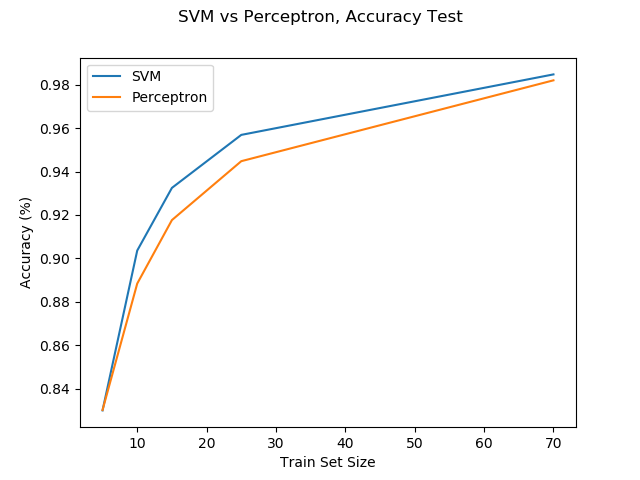 SVM vs Perceptron, Accuracy Test
SVM
Perceptron
Accuracy (%)
0.98
0.96
0.94
0.92
0.90
0.88
0.86
0.84
10 20 30 40 50 60 70
Train Set Size